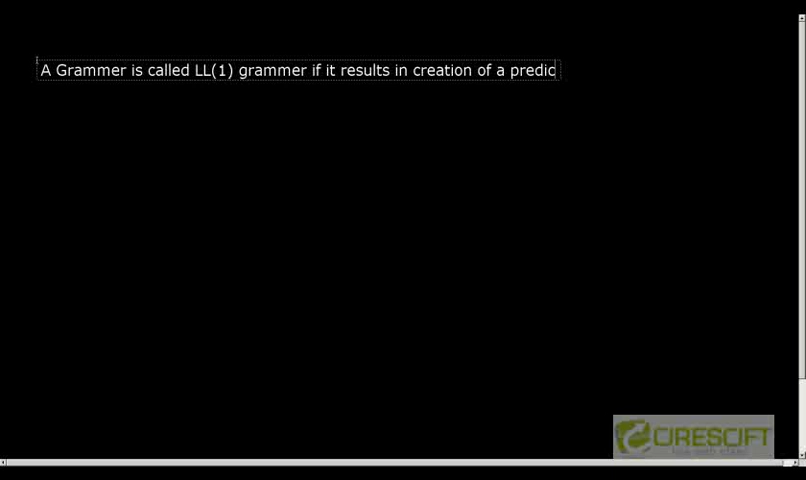 A Grammer is called LL(1) grammer if it results in creation of a predic